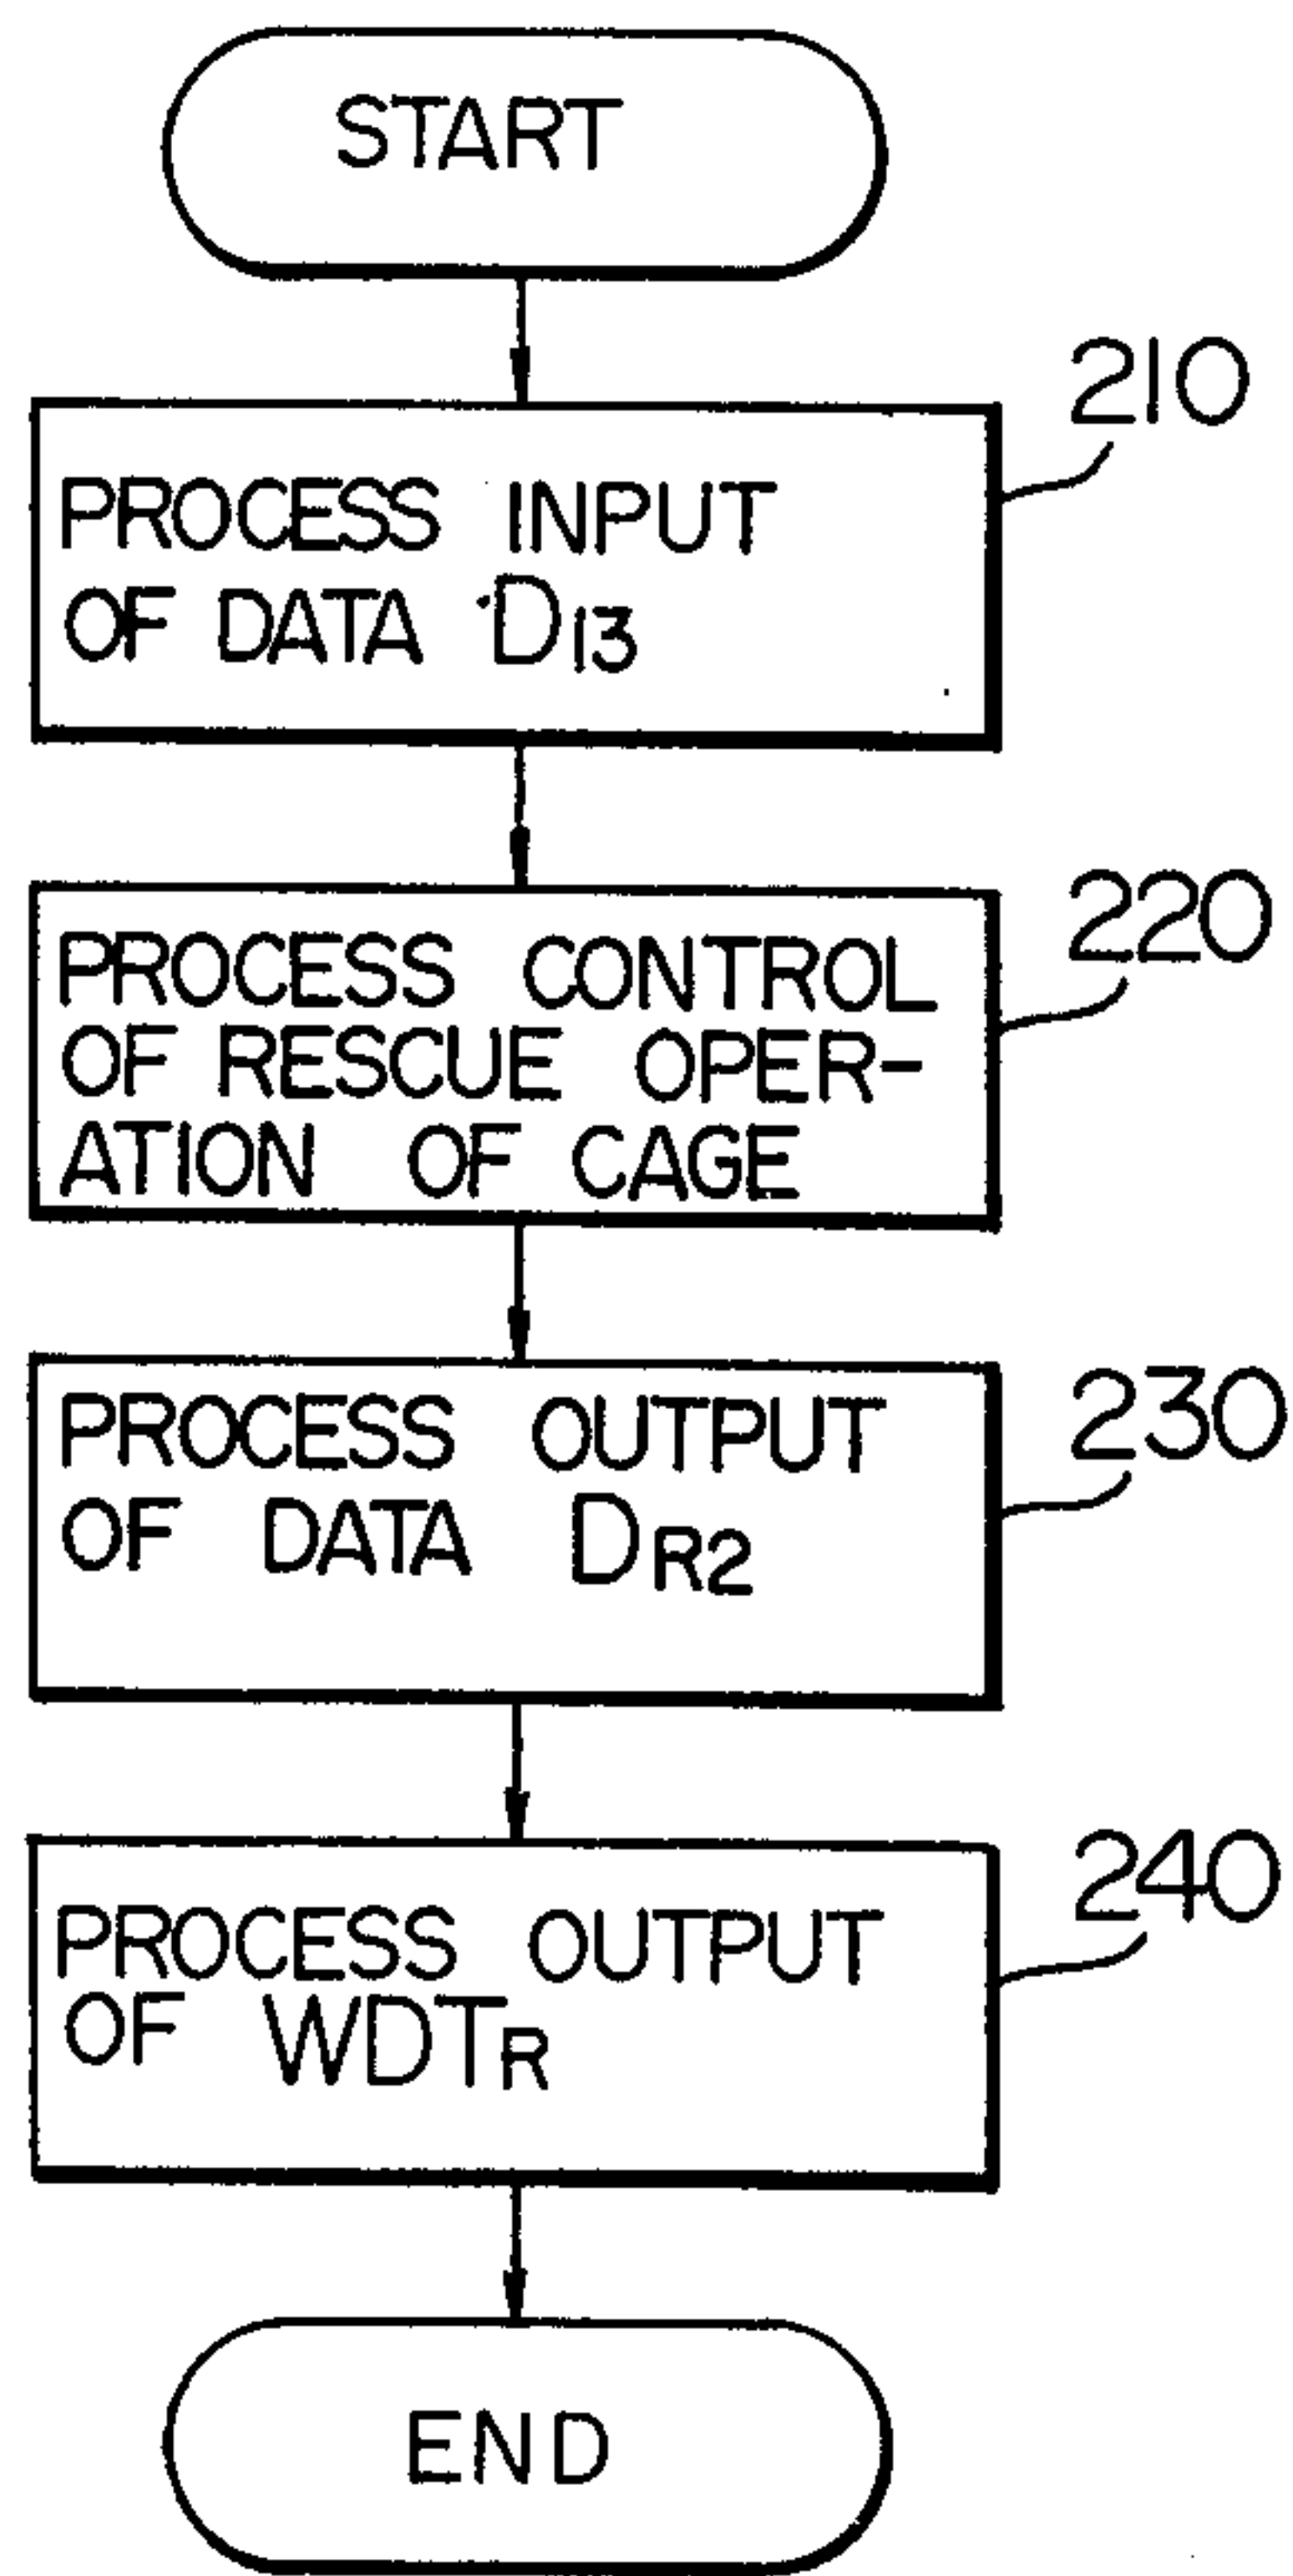 START
210
PROCESS INPUT
OF DATA D13
220
PROCESS CONTROL
OF RESCUE OPER-
ATION OF CAGE
230
PROCESS OUTPUT
OF DATA DR2
240
PROCESS OUTPUT
OF WDTR
END